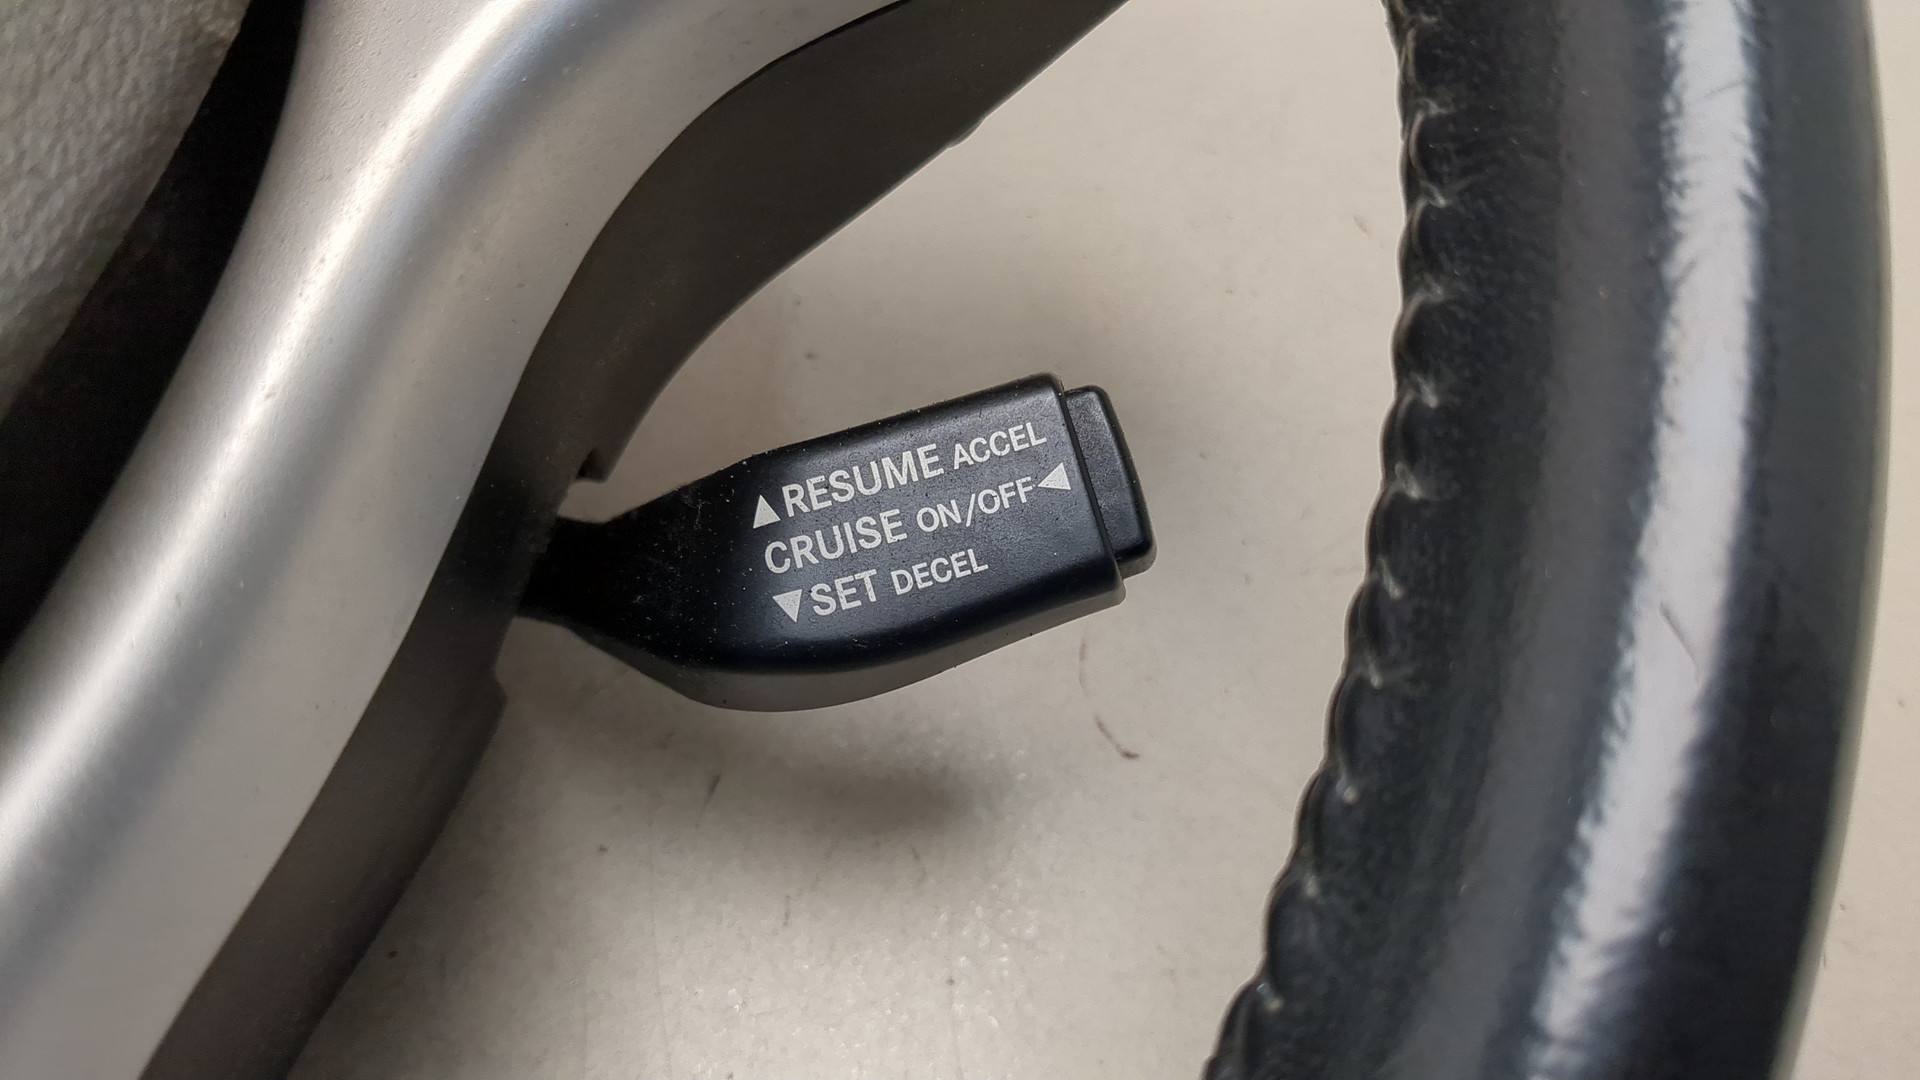 ▲RESUME ACCEL
CRUISE ON/OFF◀
▼SET DECEL